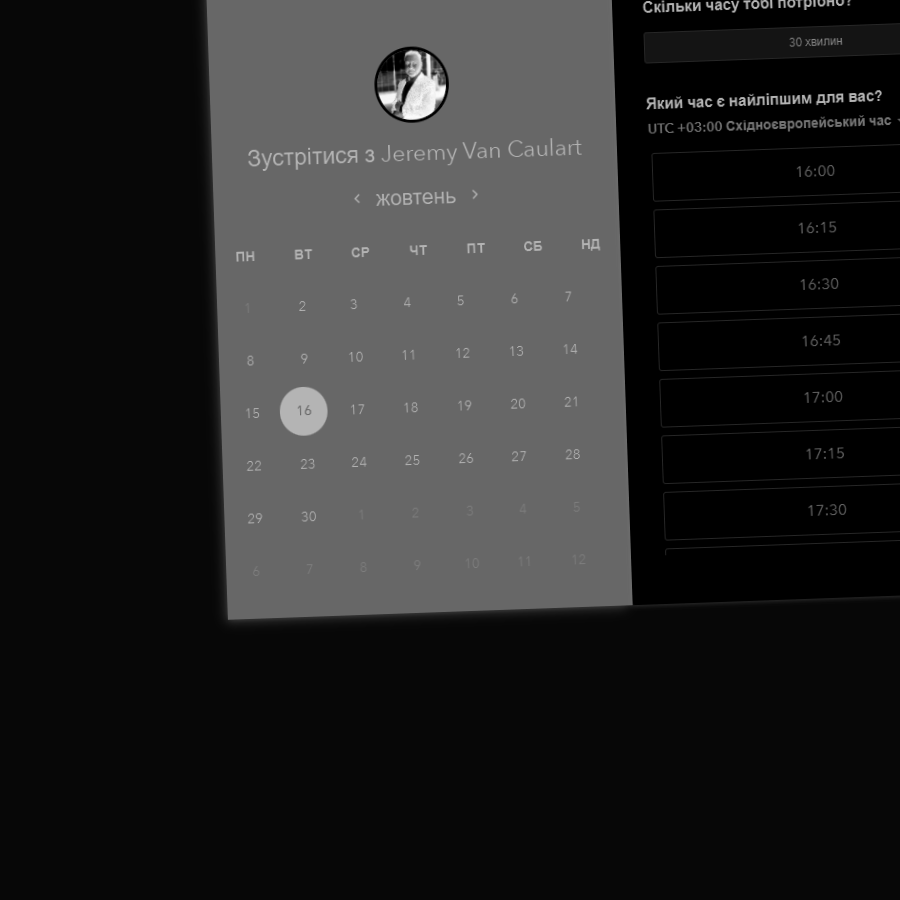 Зустрітися з Jeremy Van Caulart
‹ жовтень ›
ПН ВТ СР ЧТ ПТ СБ НД
1 2 3 4 5 6 7
8 9 10 11 12 13 14
15 16 17 18 19 20 21
22 23 24 25 26 27 28
29 30 1 2 3 4 5
6 7 8 9 10 11 12
Скільки часу тобі потрібно?
30 хвилин
Який час є найліпшим для вас?
UTC +03:00 Східноєвропейський час
16:00
16:15
16:30
16:45
17:00
17:15
17:30